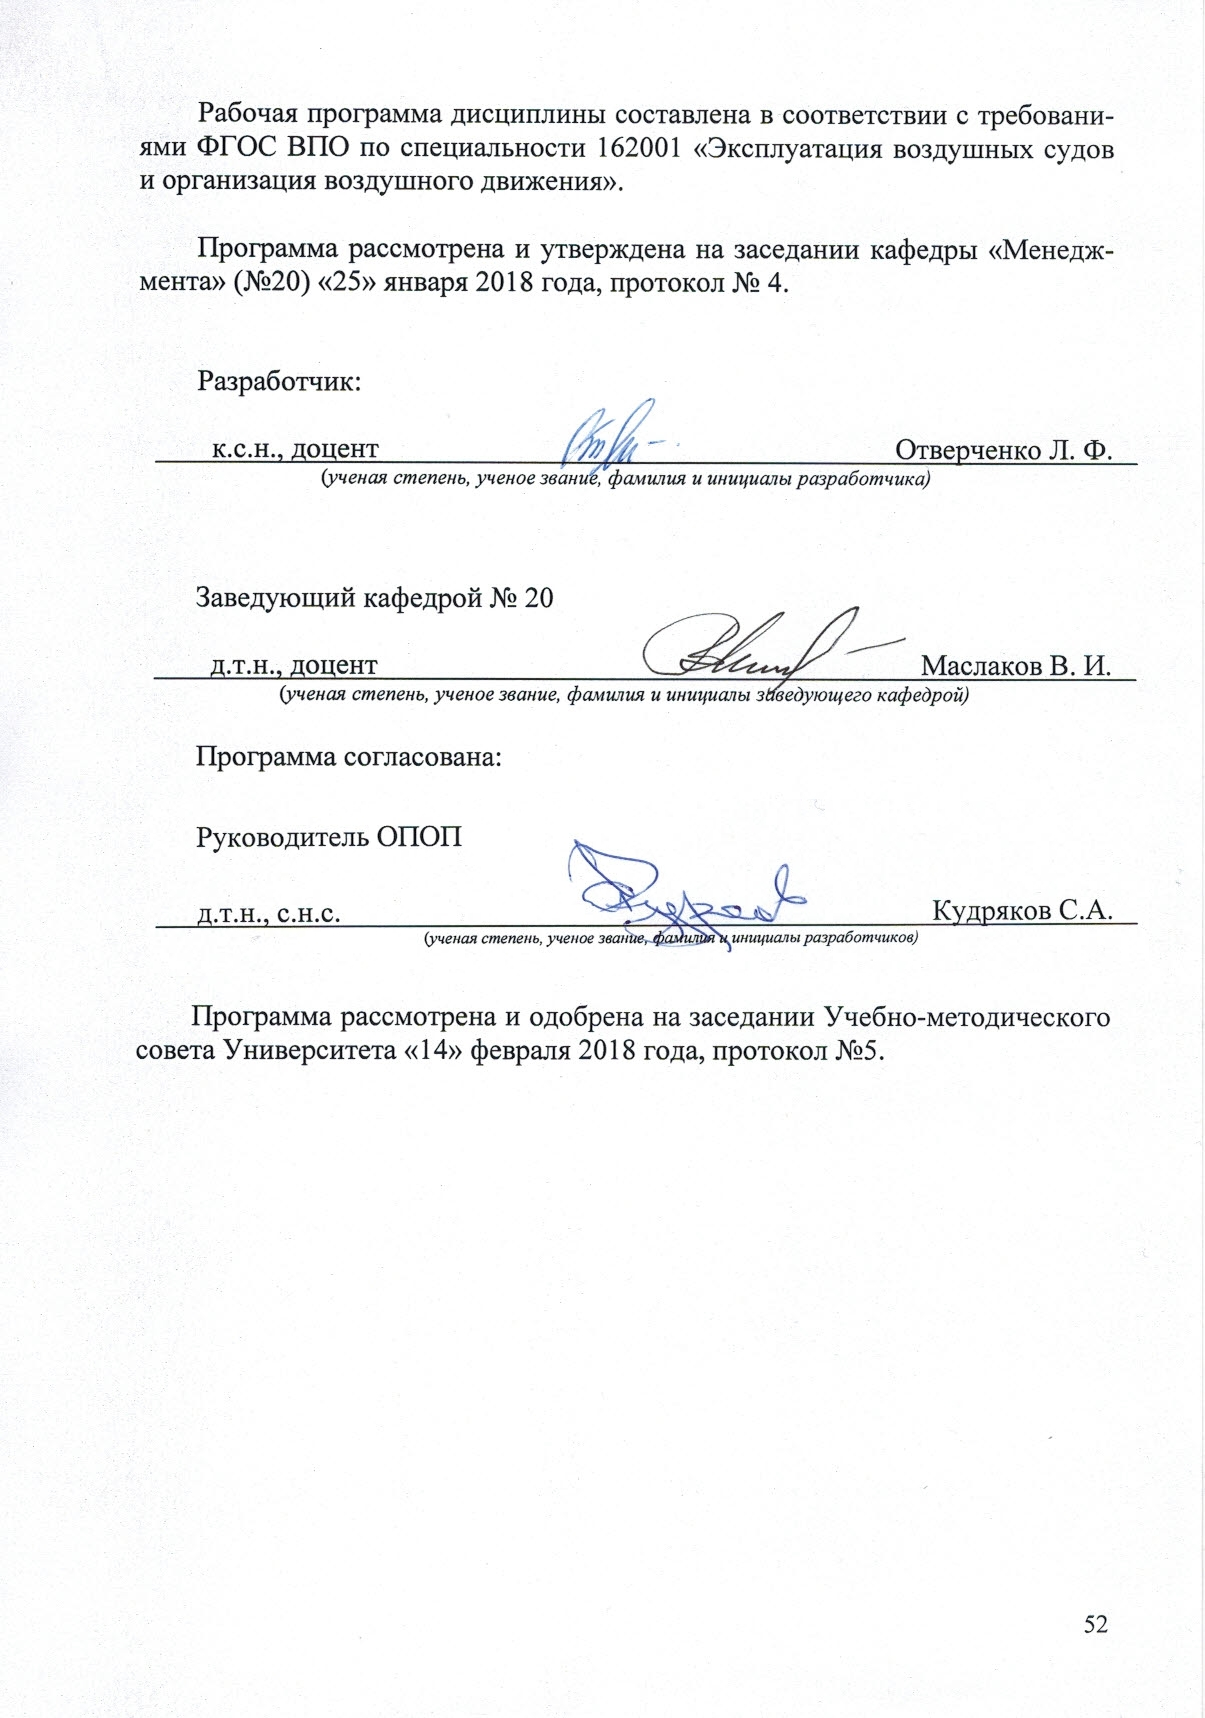 Рабочая программа дисциплины составлена в соответствии с требовани-
ями ФГОС ВПО по специальности 162001 «Эксплуатация воздушных судов
и организация воздушного движения».
Программа рассмотрена и утверждена на заседании кафедры «Менедж-
мента» (№20) «25» января 2018 года, протокол № 4.
Разработчик:
к.с.н., доцент Отверченко Л. Ф.
(ученая степень, ученое звание, фамилия и инициалы разработчика)
Заведующий кафедрой № 20
д.т.н., доцент Маслаков В. И.
(ученая степень, ученое звание, фамилия и инициалы заведующего кафедрой)
Программа согласована:
Руководитель ОПОП
д.т.н., с.н.с. Кудряков С.А.
(ученая степень, ученое звание, фамилия и инициалы разработчиков)
Программа рассмотрена и одобрена на заседании Учебно-методического
совета Университета «14» февраля 2018 года, протокол №5.
52